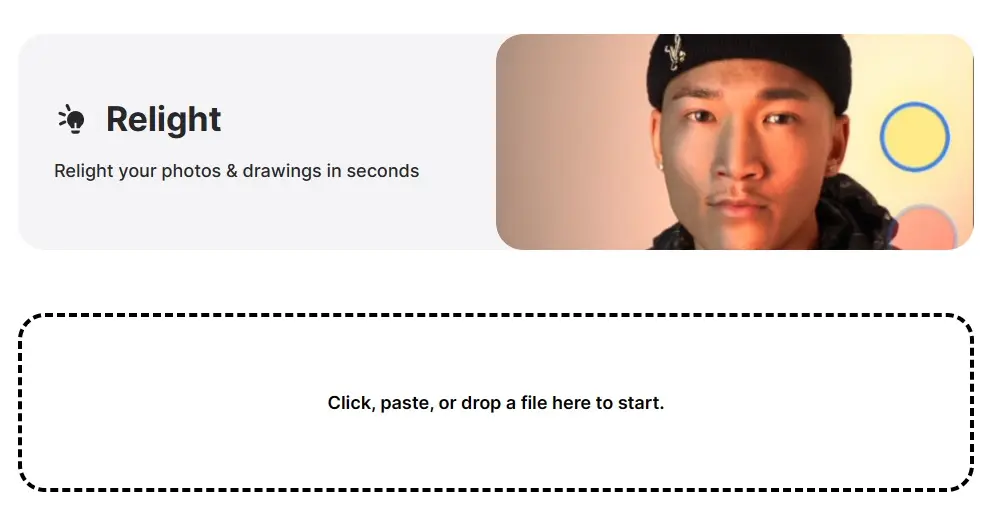 Relight
Relight your photos & drawings in seconds
Click, paste, or drop a file here to start.